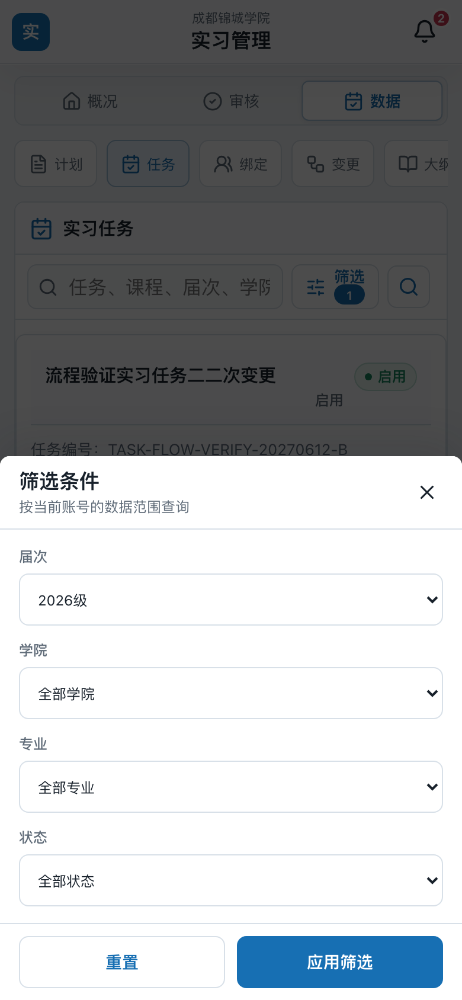 实
成都锦城学院
实习管理
2
概况
审核
数据
计划
任务
绑定
变更
大纲
实习任务
任务、课程、届次、学院
筛选
1
流程验证实习任务二二次变更
启用
启用
任务编号：TASK-FLOW-VERIFY-20270612-B
筛选条件
按当前账号的数据范围查询
届次
2026级
学院
全部学院
专业
全部专业
状态
全部状态
重置
应用筛选